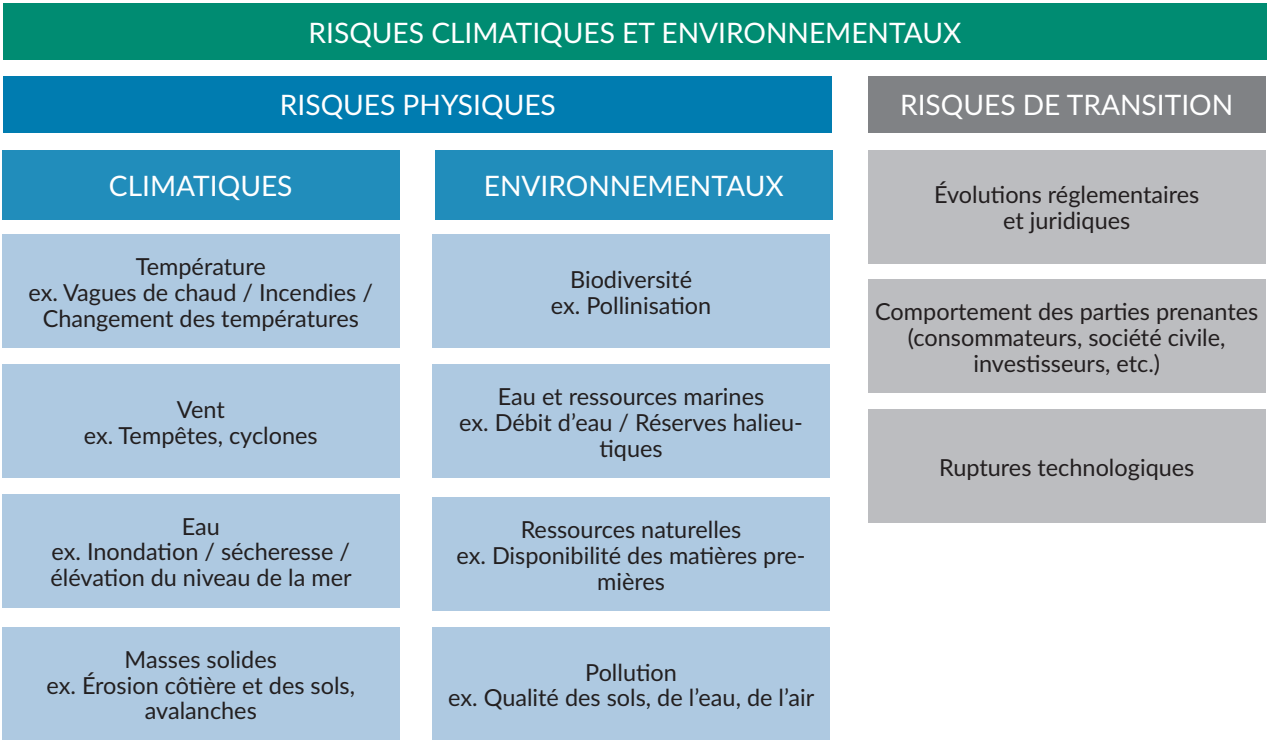 RISQUES CLIMATIQUES ET ENVIRONNEMENTAUX
RISQUES PHYSIQUES
CLIMATIQUES
Température
ex. Vagues de chaud / Incendies /
Changement des températures
Vent
ex. Tempêtes, cyclones
Eau
ex. Inondation / sécheresse /
élévation du niveau de la mer
Masses solides
ex. Érosion côtière et des sols,
avalanches
ENVIRONNEMENTAUX
Biodiversité
ex. Pollinisation
Eau et ressources marines
ex. Débit d'eau / Réserves halieu-
tiques
Ressources naturelles
ex. Disponibilité des matières pre-
mières
Pollution
ex. Qualité des sols, de l'eau, de l'air
RISQUES DE TRANSITION
Évolutions réglementaires
et juridiques
Comportement des parties prenantes
(consommateurs, société civile,
investisseurs, etc.)
Ruptures technologiques